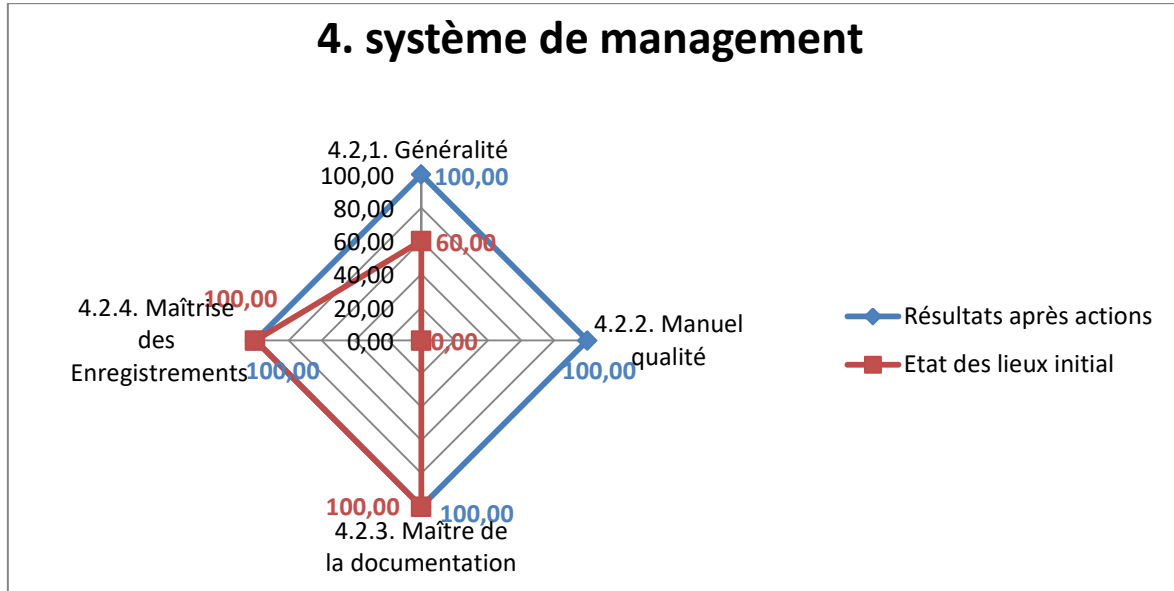 4. système de management
4.2,1. Généralité
100,00
100,00
80,00
60,00
60,00
40,00
20,00
0,00
0,00
4.2.2. Manuel
qualité
100,00
100,00
4.2.4. Maîtrise
des
Enregistrements
100,00
100,00
100,00
4.2.3. Maître de
la documentation
Résultats après actions
Etat des lieux initial